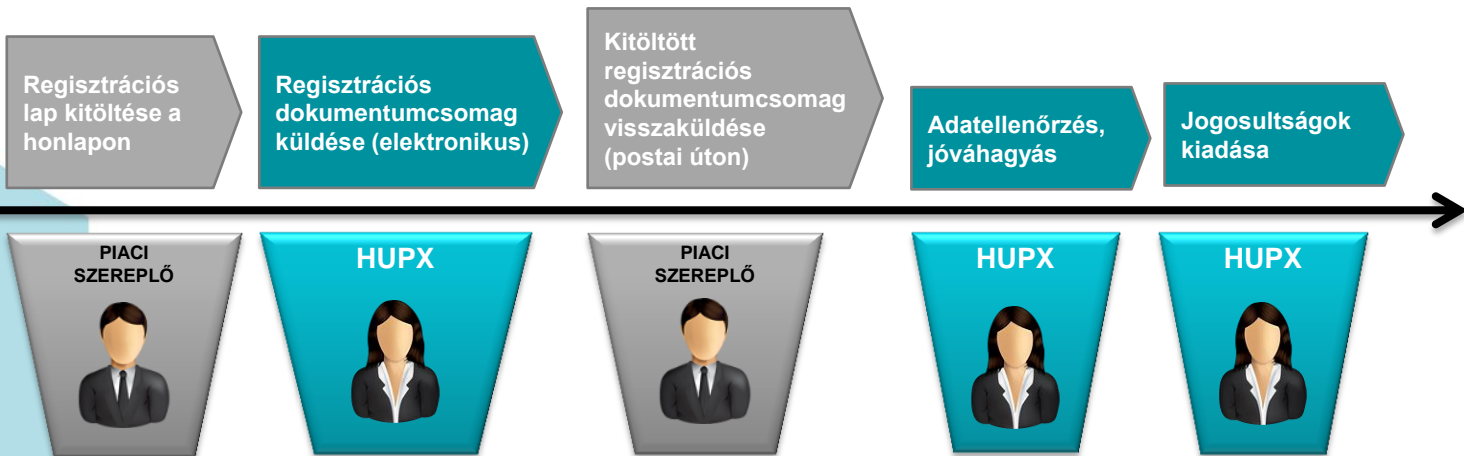 Regisztrációs
lap kitöltése a
honlapon
Regisztrációs
dokumentumcsomag
küldése (elektronikus)
Kitöltött
regisztrációs
dokumentumcsomag
visszaküldése
(postai úton)
Adatellenőrzés,
jóváhagyás
Jogosultságok
kiadása
PIACI
SZEREPLŐ
HUPX
PIACI
SZEREPLŐ
HUPX
HUPX